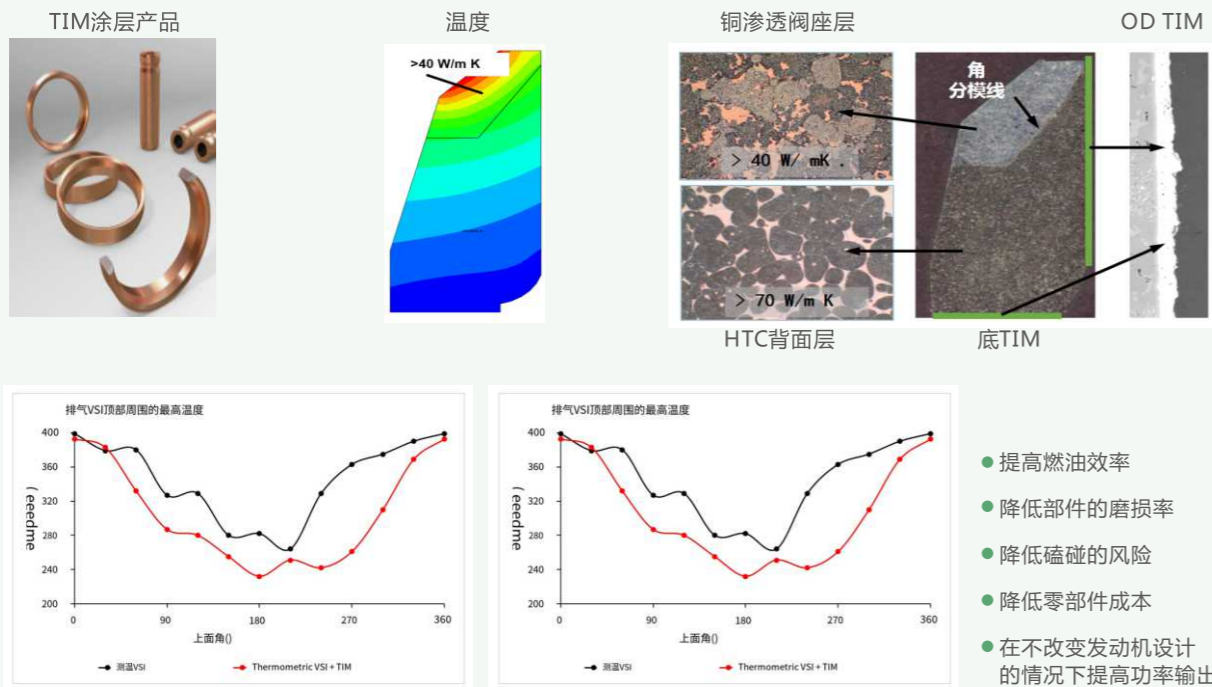 TIM涂层产品
温度
铜渗透阀座层
OD TIM
>40 W/m K
角
分模线
> 40 W/ mK .
> 70 W/m K
HTC背面层
底TIM
排气VSI顶部周围的最高温度
400
360
320
280
240
200
( eeedme
0
90
180
270
360
上面角()
测温VSI
Thermometric VSI + TIM
排气VSI顶部周围的最高温度
400
360
320
280
240
200
( eeedme
0
90
180
270
360
上面角()
测温VSI
Thermometric VSI + TIM
提高燃油效率
降低部件的磨损率
降低磕碰的风险
降低零部件成本
在不改变发动机设计
的情况下提高功率输出